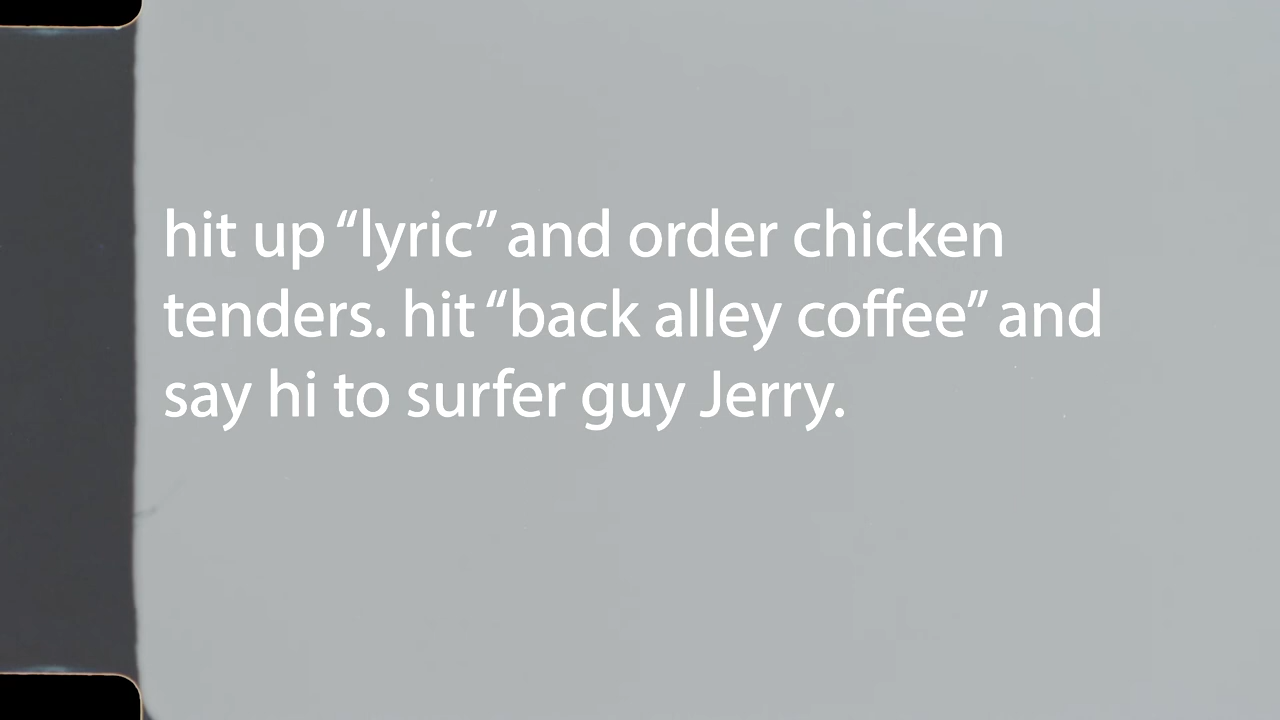 hit up “lyric” and order chicken
tenders. hit “back alley coffee” and
say hi to surfer guy Jerry.